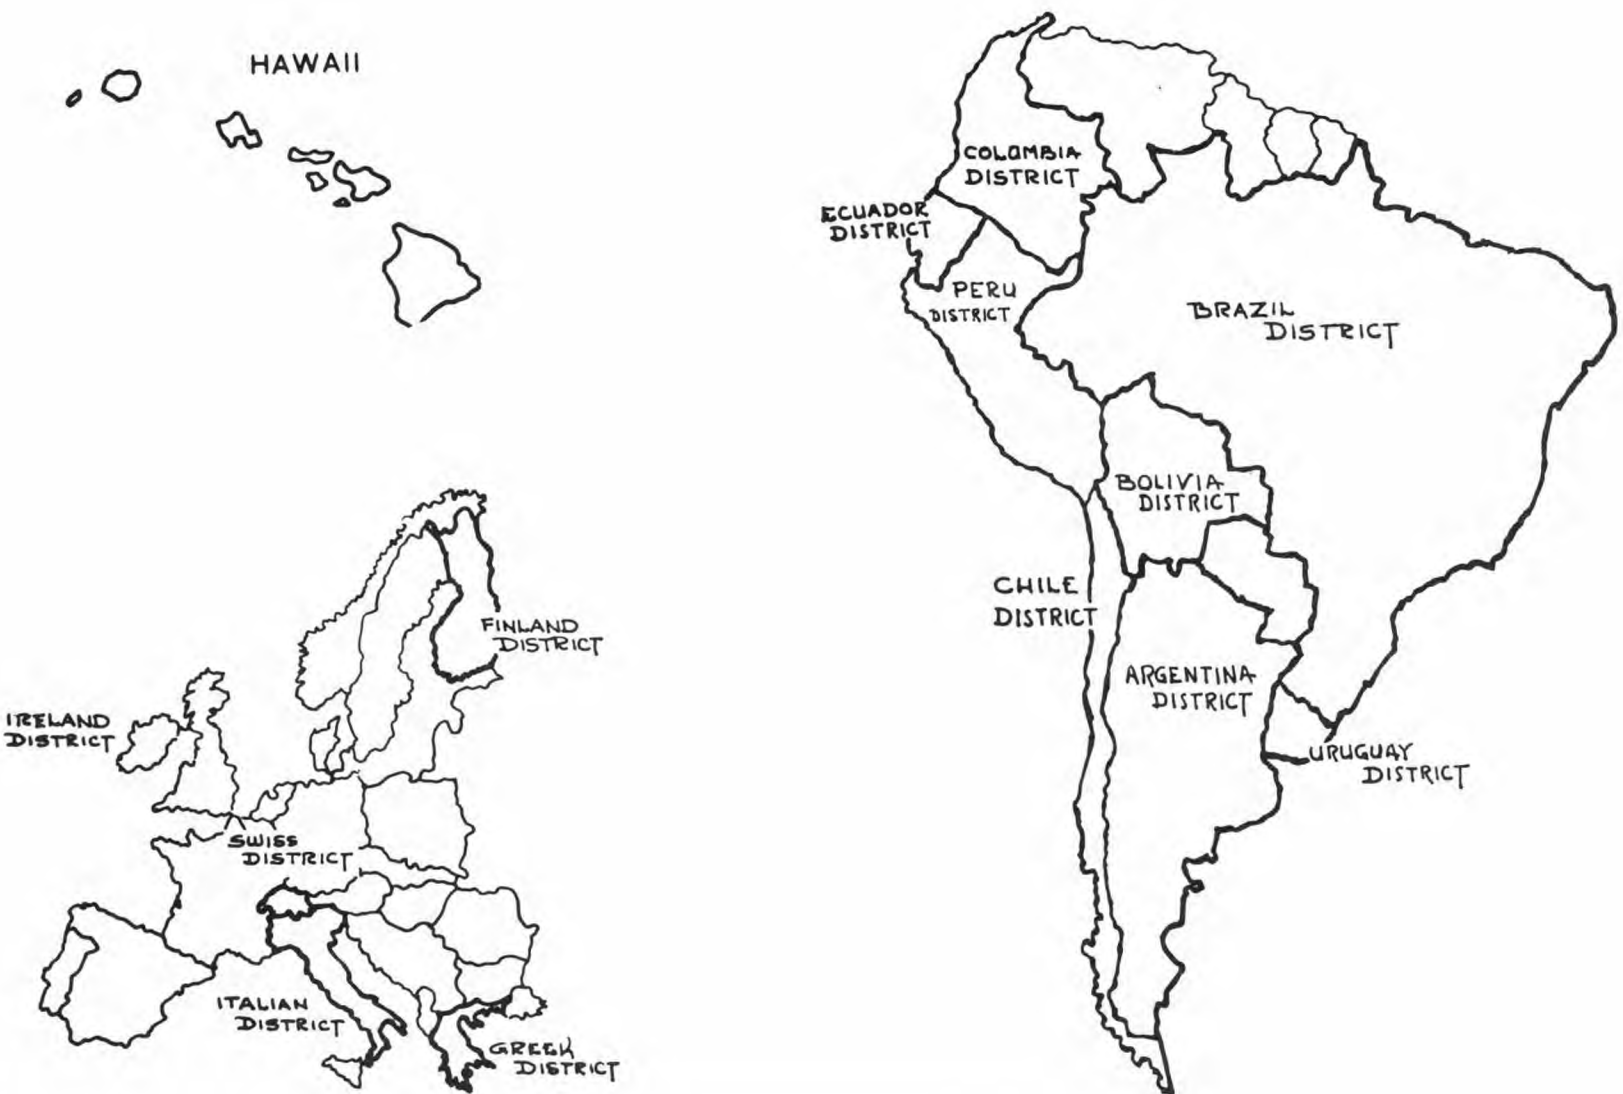 HAWAII
COLOMBIA
DISTRICT
ECUADOR
DISTRICT
PERU
DISTRICT
BRAZIL
DISTRICT
BOLIVIA
DISTRICT
CHILE
DISTRICT
ARGENTINA
DISTRICT
URUGUAY
DISTRICT
FINLAND
DISTRICT
IRELAND
DISTRICT
SWISS
DISTRICT
ITALIAN
DISTRICT
GREEK
DISTRICT